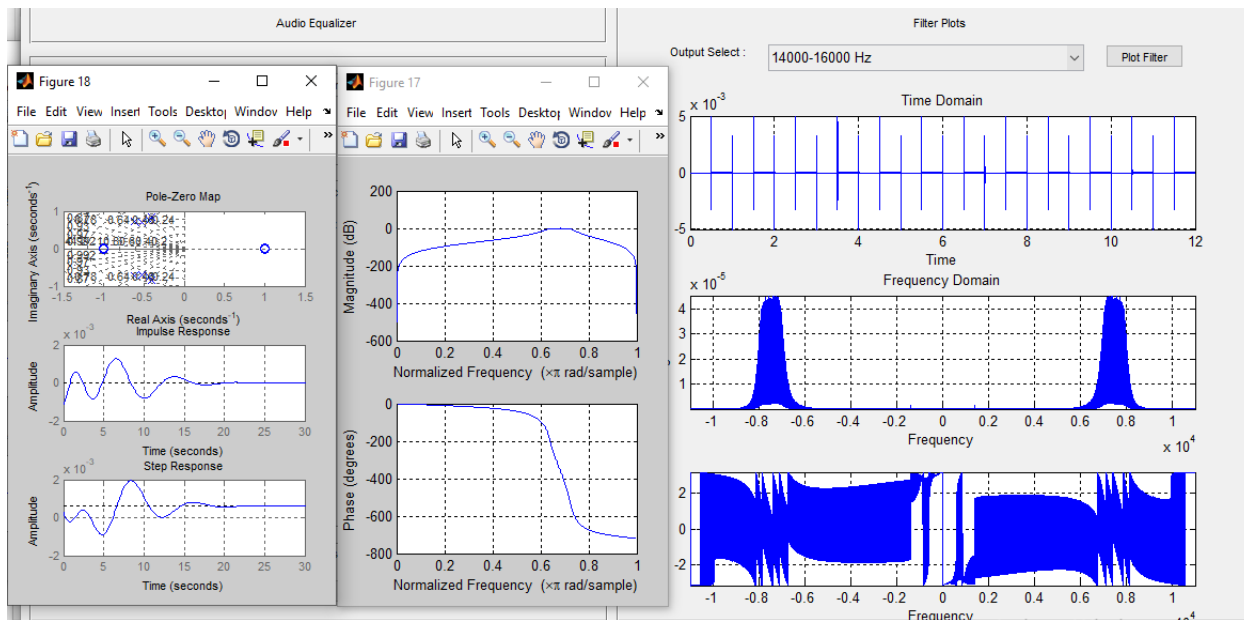 Audio Equalizer
Filter Plots
Output Select :
14000-16000 Hz
Plot Filter
Figure 18
File Edit View Insert Tools Desktop Window Help
Pole-Zero Map
Imaginary Axis (seconds-1)
1
0
-1
-1.5 -1 -0.5 0 0.5 1 1.5
Real Axis (seconds-1)
Impulse Response
x 10-3
Amplitude
2
0
-2
0 5 10 15 20 25 30
Time (seconds)
Step Response
x 10-3
Amplitude
2
0
-2
0 5 10 15 20 25 30
Time (seconds)
Figure 17
File Edit View Insert Tools Desktop Window Help
Magnitude (dB)
200
0
-200
-400
-600
0 0.2 0.4 0.6 0.8 1
Normalized Frequency (×π rad/sample)
Phase (degrees)
0
-200
-400
-600
-800
0 0.2 0.4 0.6 0.8 1
Normalized Frequency (×π rad/sample)
Time Domain
x 10-3
5
0
-5
0 2 4 6 8 10 12
Time
Frequency Domain
x 10-5
4
3
2
1
-1 -0.8 -0.6 -0.4 -0.2 0 0.2 0.4 0.6 0.8 1
Frequency
x 104
2
0
-2
-1 -0.8 -0.6 -0.4 -0.2 0 0.2 0.4 0.6 0.8 1
Frequency